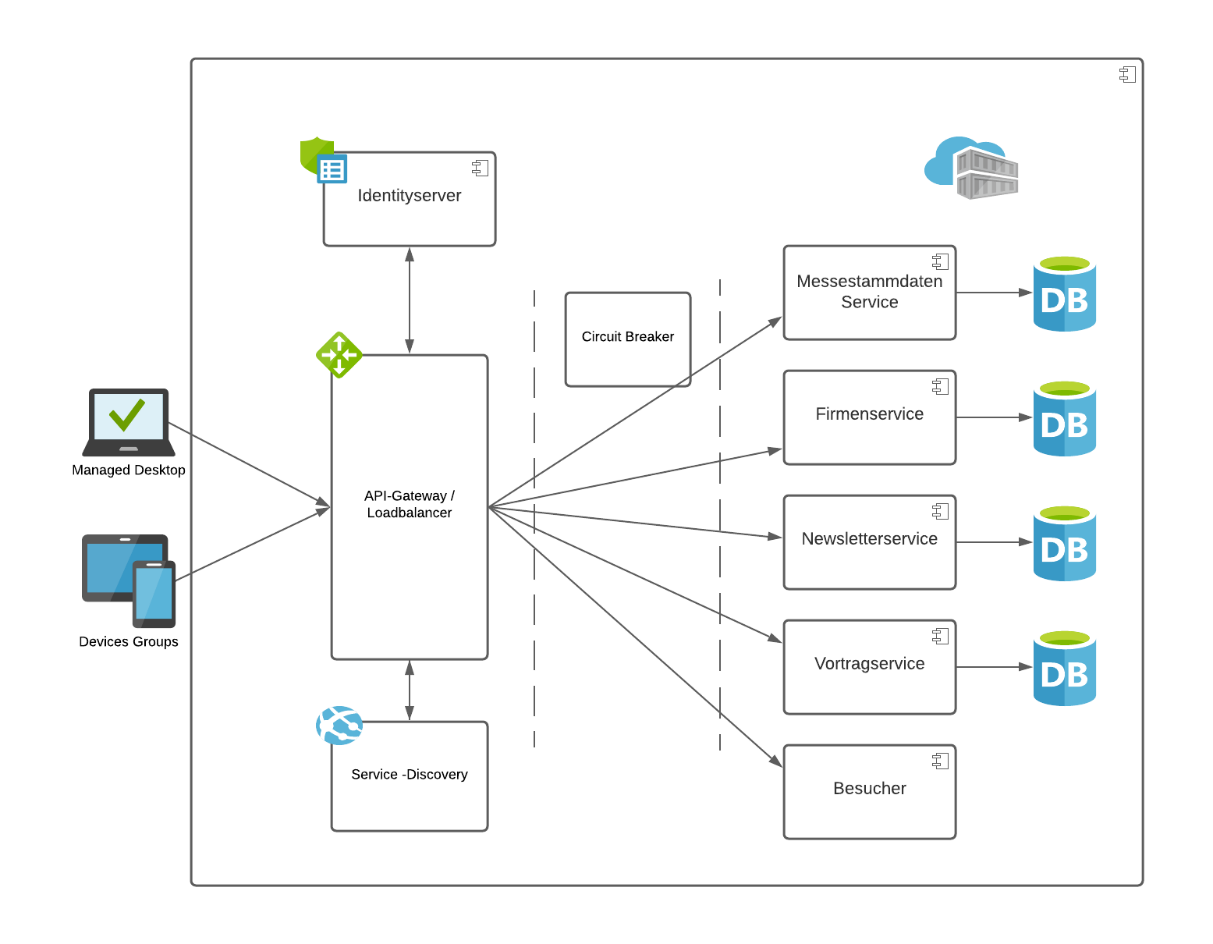 Identityserver
Messestammdaten
Service
DB
Circuit Breaker
Firmenservice
DB
Managed Desktop
API-Gateway /
Loadbalancer
Newsletterservice
DB
Devices Groups
Vortragservice
DB
Service -Discovery
Besucher